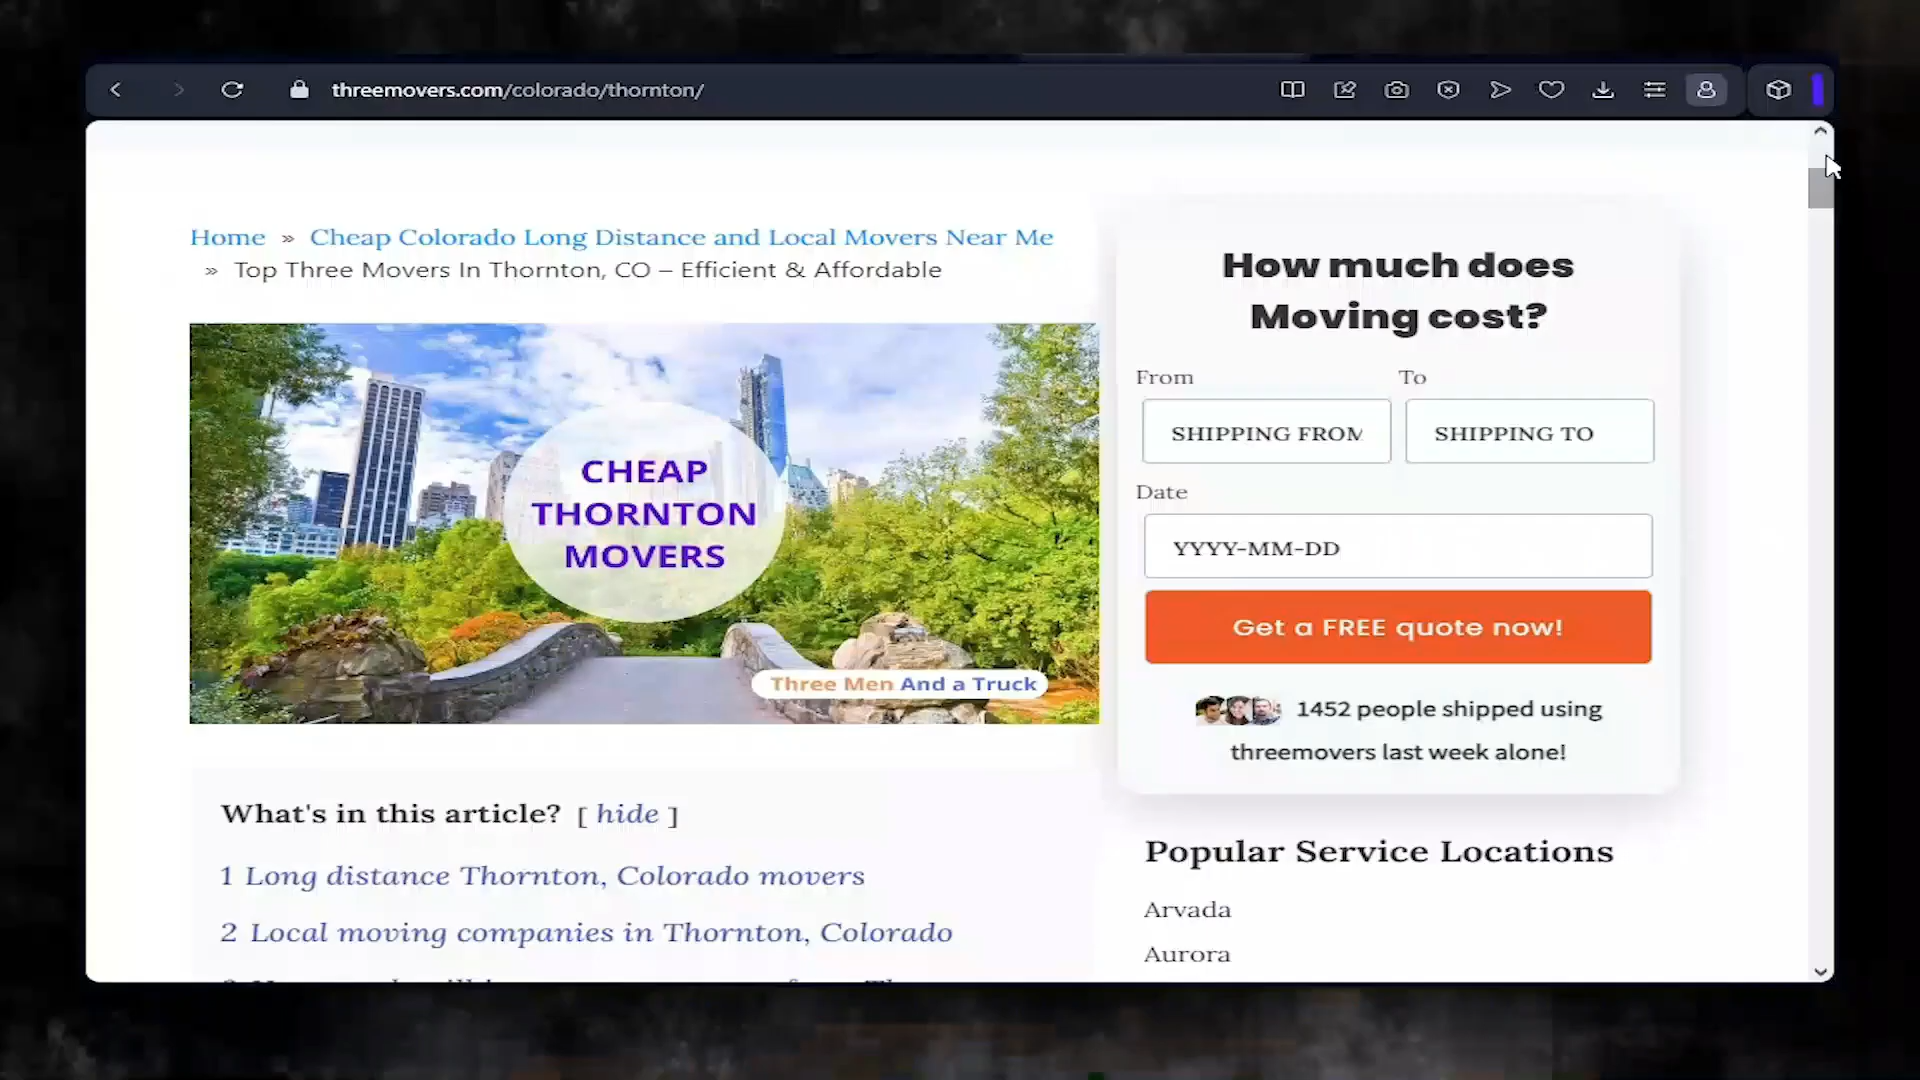 threemovers.com/colorado/thornton/
Home » Cheap Colorado Long Distance and Local Movers Near Me
» Top Three Movers In Thornton, CO – Efficient & Affordable
CHEAP
THORNTON
MOVERS
Three Men And a Truck
What's in this article? [ hide ]
1 Long distance Thornton, Colorado movers
2 Local moving companies in Thornton, Colorado
How much does
Moving cost?
From To
SHIPPING FROM SHIPPING TO
Date
YYYY-MM-DD
Get a FREE quote now!
1452 people shipped using
threemovers last week alone!
Popular Service Locations
Arvada
Aurora